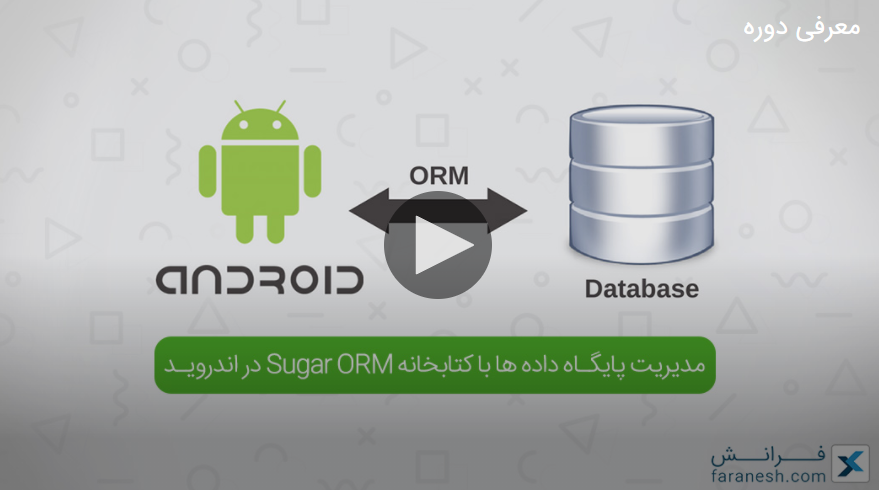 معرفی دوره
ORM
ANDROID
Database
مدیریت پایگاه داده ها با کتابخانه Sugar ORM در اندروید
فرانش
faranesh.com